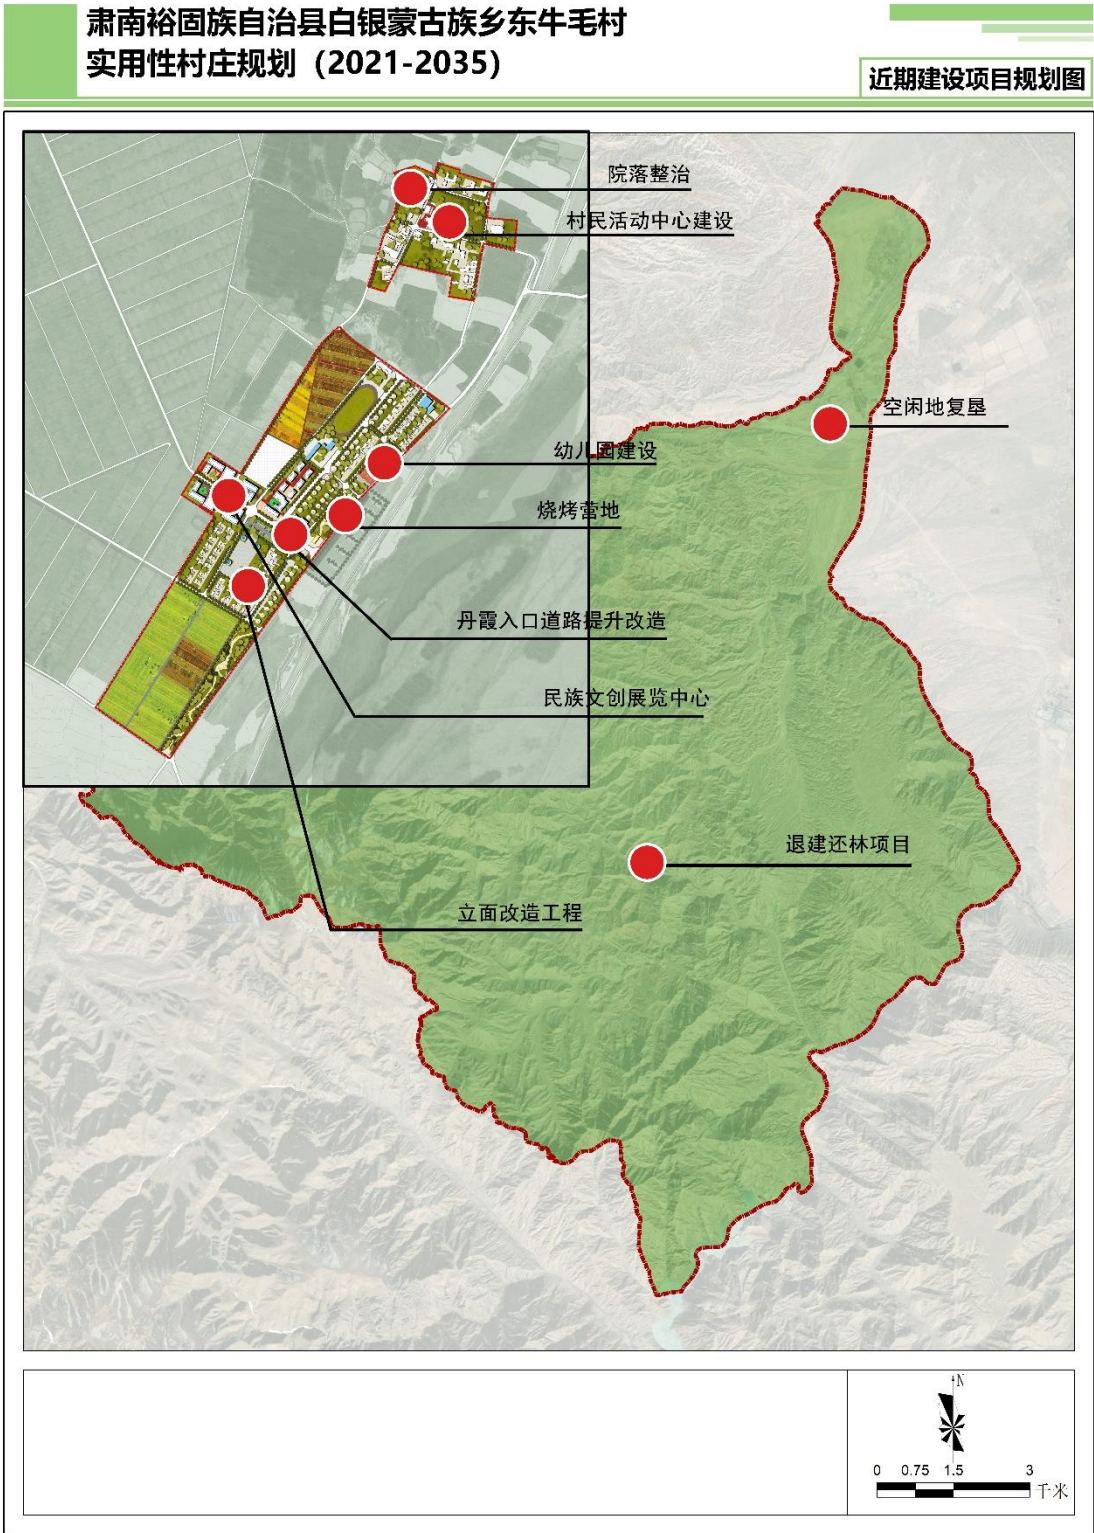 肃南裕固族自治县白银蒙古族乡东牛毛村
实用性村庄规划（2021-2035）
近期建设项目规划图
院落整治
村民活动中心建设
空闲地复垦
幼儿园建设
烧烤营地
丹霞入口道路提升改造
民族文创展览中心
退建还林项目
立面改造工程
N
0 0.75 1.5 3
千米